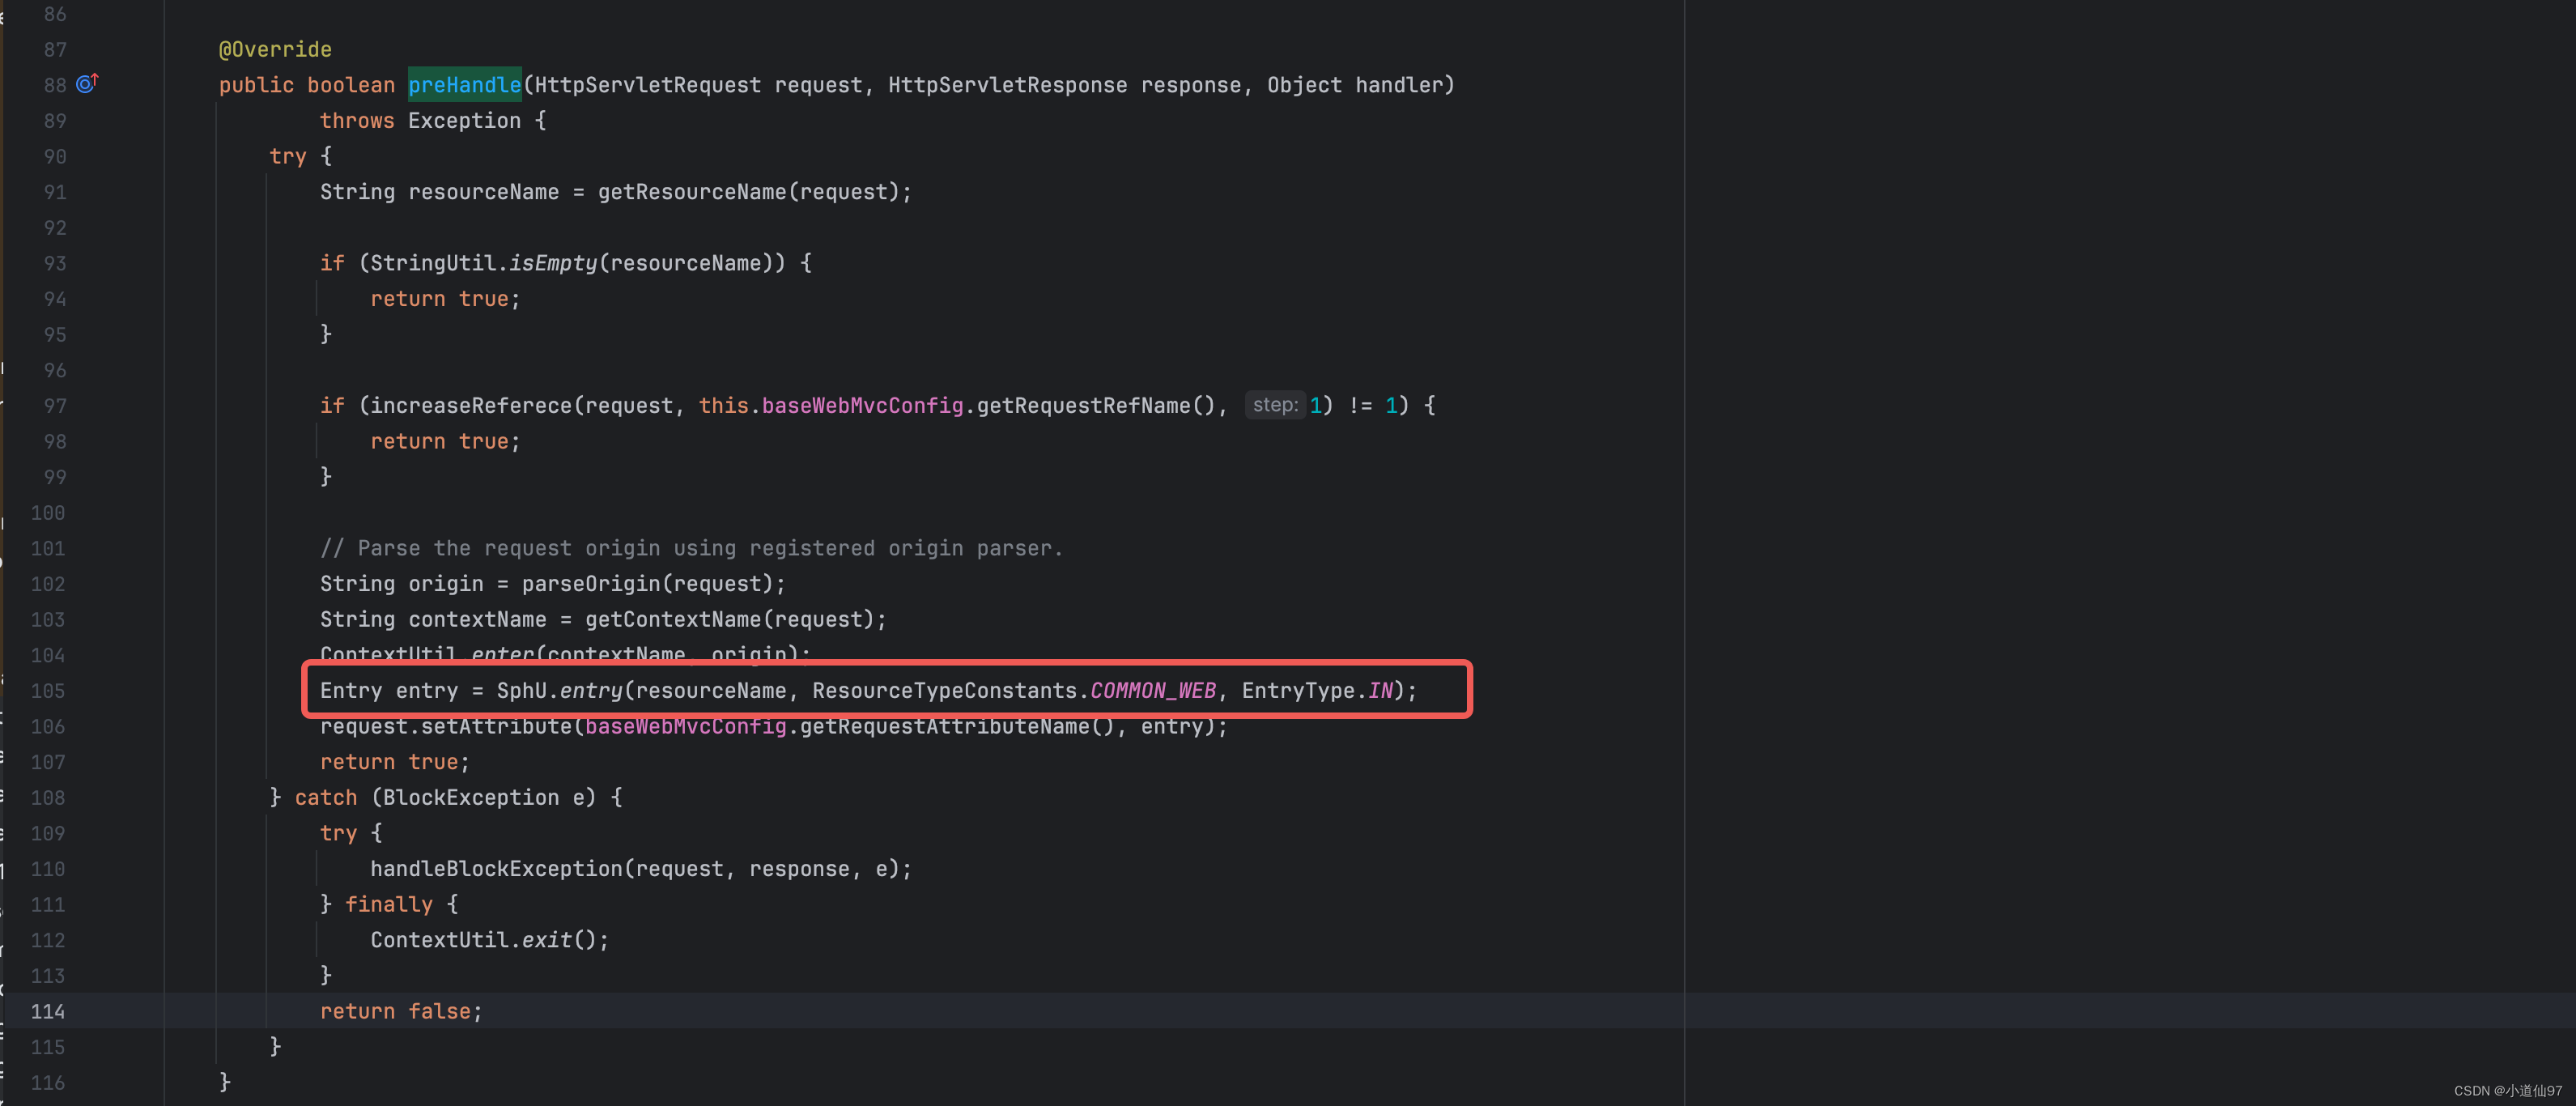 86
87 @Override
88 public boolean preHandle(HttpServletRequest request, HttpServletResponse response, Object handler)
89 throws Exception {
90 try {
91 String resourceName = getResourceName(request);
92
93 if (StringUtil.isEmpty(resourceName)) {
94 return true;
95 }
96
97 if (increaseReferece(request, this.baseWebMvcConfig.getRequestRefName(), step: 1) != 1) {
98 return true;
99 }
100
101 // Parse the request origin using registered origin parser.
102 String origin = parseOrigin(request);
103 String contextName = getContextName(request);
104 ContextUtil.enter(contextName, origin);
105 Entry entry = SphU.entry(resourceName, ResourceTypeConstants.COMMON_WEB, EntryType.IN);
106 request.setAttribute(baseWebMvcConfig.getRequestAttributeName(), entry);
107 return true;
108 } catch (BlockException e) {
109 try {
110 handleBlockException(request, response, e);
111 } finally {
112 ContextUtil.exit();
113 }
114 return false;
115 }
116 }
CSDN @小道仙97